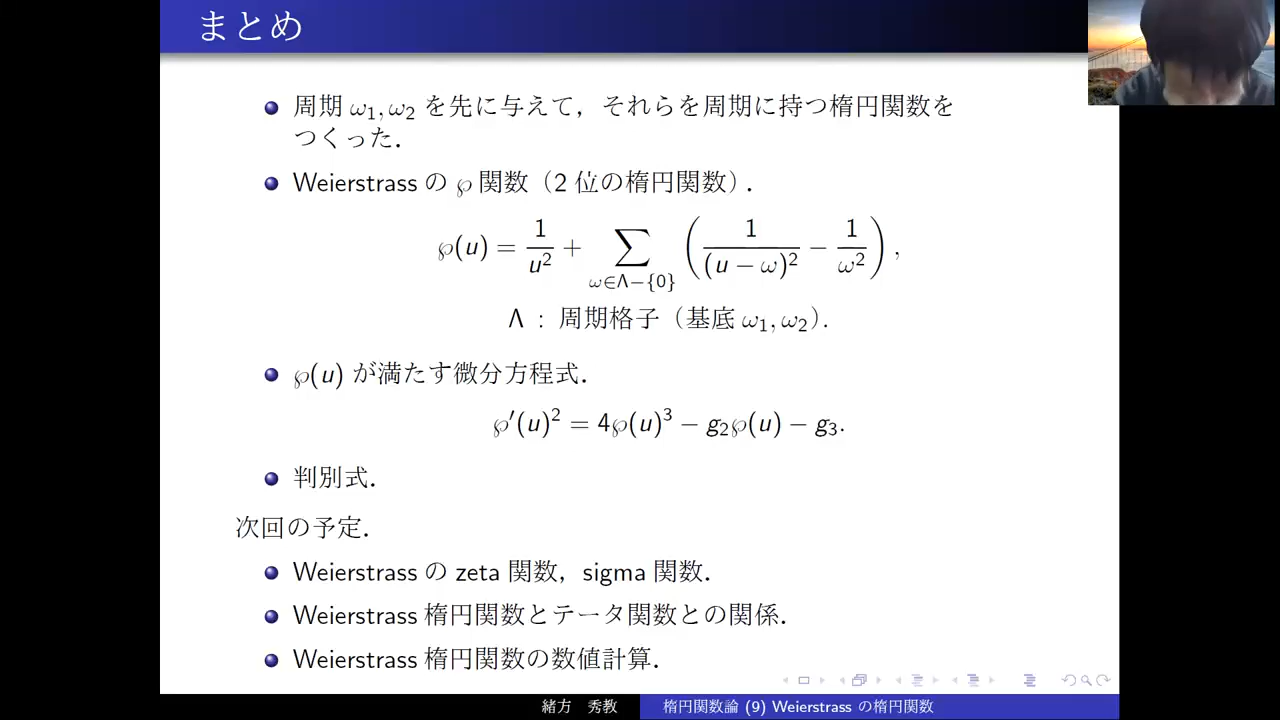 まとめ
周期 ω1, ω2 を先に与えて，それらを周期に持つ楕円関数を
つくった．
Weierstrass の ℘ 関数（2 位の楕円関数）．
℘(u) = 1/u² + ∑_{ω∈Λ−{0}} ( 1/(u − ω)² − 1/ω² ) ,
Λ : 周期格子（基底 ω1, ω2）.
℘(u) が満たす微分方程式．
℘′(u)² = 4℘(u)³ − g₂℘(u) − g₃.
判別式．
次回の予定．
Weierstrass の zeta 関数，sigma 関数．
Weierstrass 楕円関数とテータ関数との関係．
Weierstrass 楕円関数の数値計算．
緒方 秀教 楕円関数論 (9) Weierstrass の楕円関数